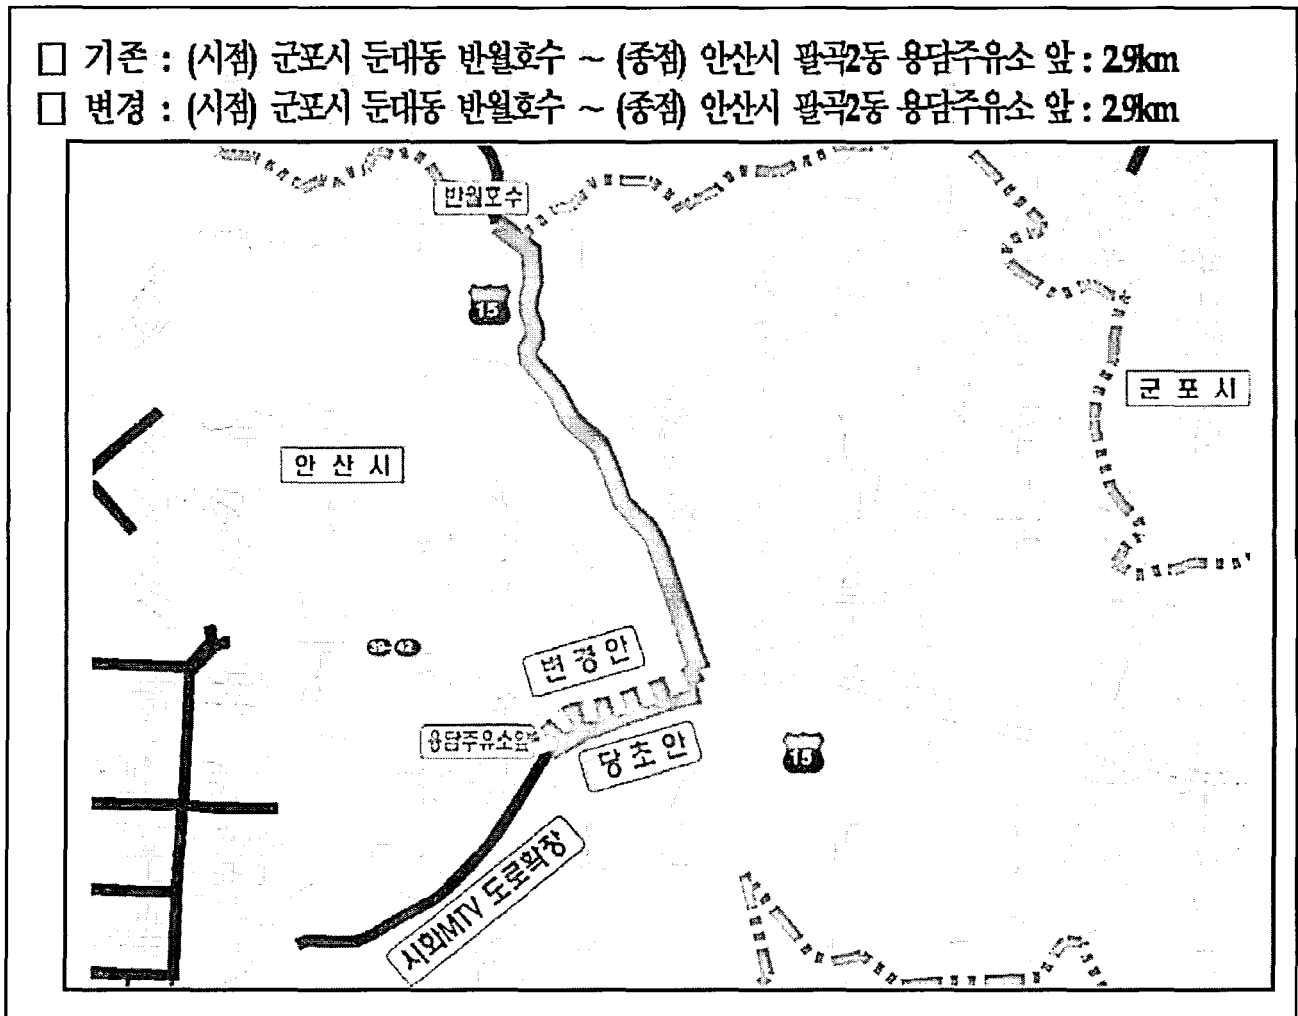 □ 기존 : (시점) 군포시 둔대동 반월호수 ~ (종점) 안산시 팔곡2동 용담주유소 앞 : 2.9km
□ 변경 : (시점) 군포시 둔대동 반월호수 ~ (종점) 안산시 팔곡2동 용담주유소 앞 : 2.9km
반월호수
15
군 포 시
안 산 시
39 42
변 경 안
용담주유소앞
당 초 안
15
시화MTV 도로확장